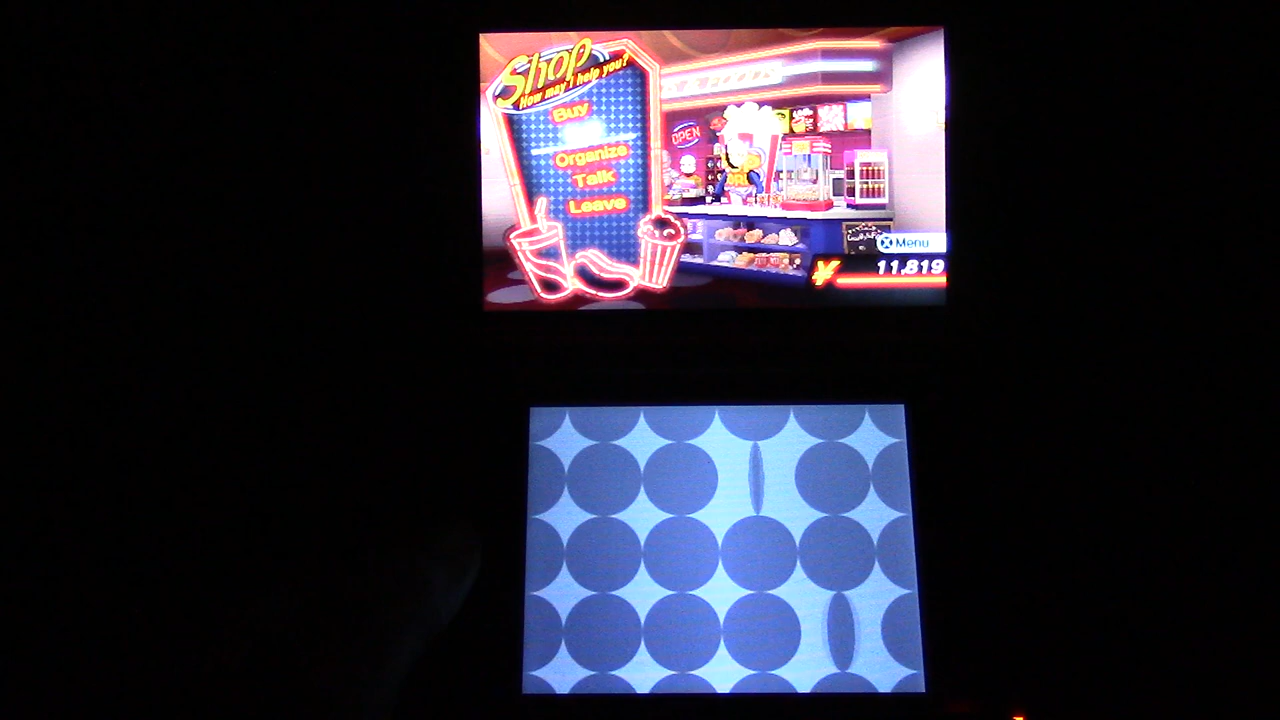 Shop
How may I help you?
Buy
Organize
Talk
Leave
OPEN
X Menu
¥ 11,819